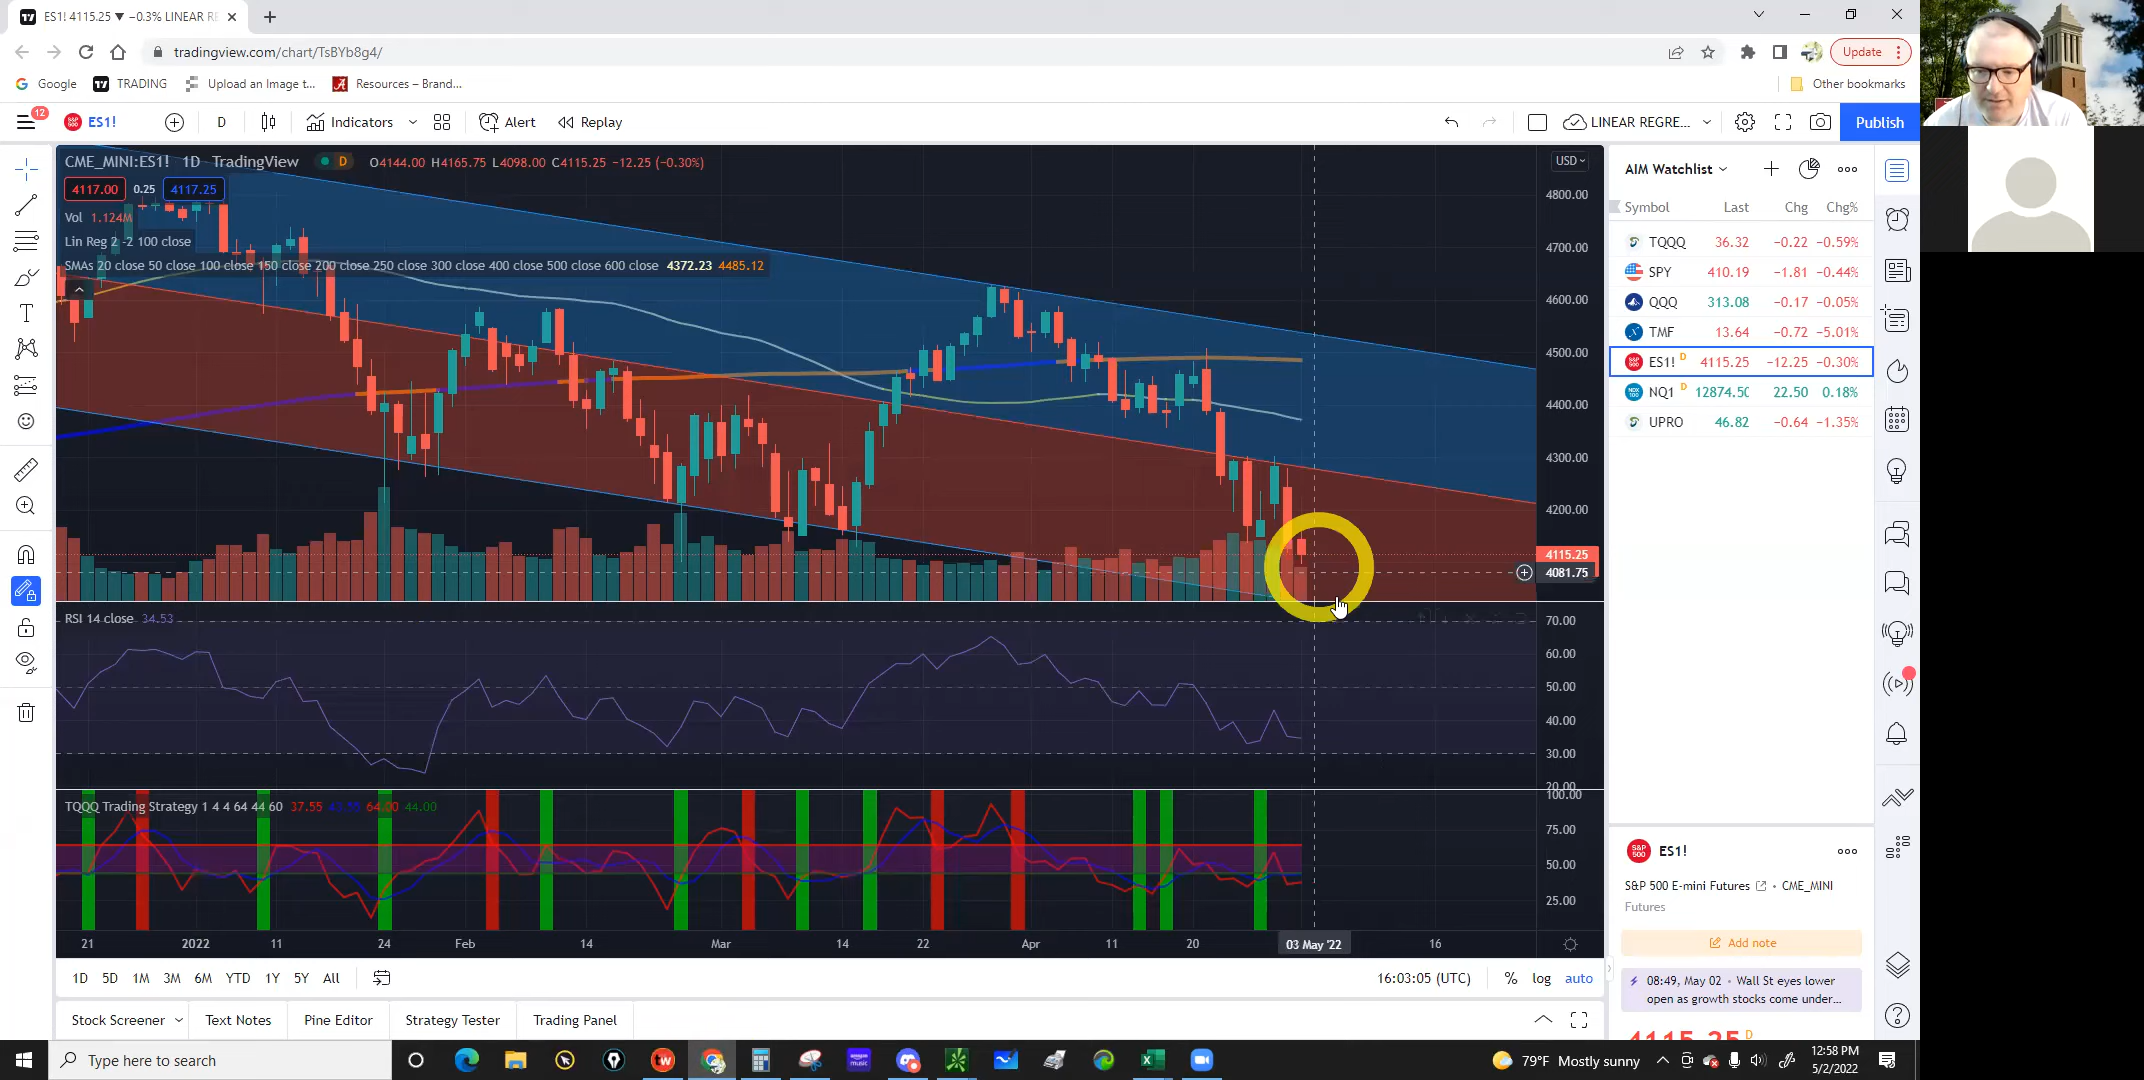 ES1! 4115.25 ▼ −0.3% LINEAR RE
tradingview.com/chart/TsBYb8g4/
Update
Google
TRADING
Upload an Image t...
Resources – Brand...
Other bookmarks
12
ES1!
D
Indicators
Alert
Replay
LINEAR REGRE...
Publish
CME_MINI:ES1! 1D TradingView
D
O4144.00 H4165.75 L4098.00 C4115.25 −12.25 (−0.30%)
4117.00 0.25 4117.25
Vol 1.124M
Lin Reg 2 -2 100 close
SMAs 20 close 50 close 100 close 150 close 200 close 250 close 300 close 400 close 500 close 600 close 4372.23 4485.12
USD
4800.00
4700.00
4600.00
4500.00
4400.00
4300.00
4200.00
4115.25
4081.75
RSI 14 close 34.53
70.00
60.00
50.00
40.00
30.00
20.00
TQQQ Trading Strategy 1 4 4 64 44 60 37.55 64.00 44.00
100.00
75.00
50.00
25.00
21 2022 11 24 Feb 14 Mar 14 22 Apr 11 20 03 May '22 16
1D 5D 1M 3M 6M YTD 1Y 5Y All
16:03:05 (UTC) % log auto
Stock Screener Text Notes Pine Editor Strategy Tester Trading Panel
AIM Watchlist
Symbol Last Chg Chg%
TQQQ 36.32 −0.22 −0.59%
SPY 410.19 −1.81 −0.44%
QQQ 313.08 −0.17 −0.05%
TMF 13.64 −0.72 −5.01%
ES1! D 4115.25 −12.25 −0.30%
NQ1 D 12874.50 22.50 0.18%
UPRO 46.82 −0.64 −1.35%
S&P 500
ES1!
S&P 500 E-mini Futures • CME_MINI
Futures
Add note
08:49, May 02 • Wall St eyes lower
open as growth stocks come under...
4115.25 D
Type here to search
79°F Mostly sunny
12:58 PM
5/2/2022